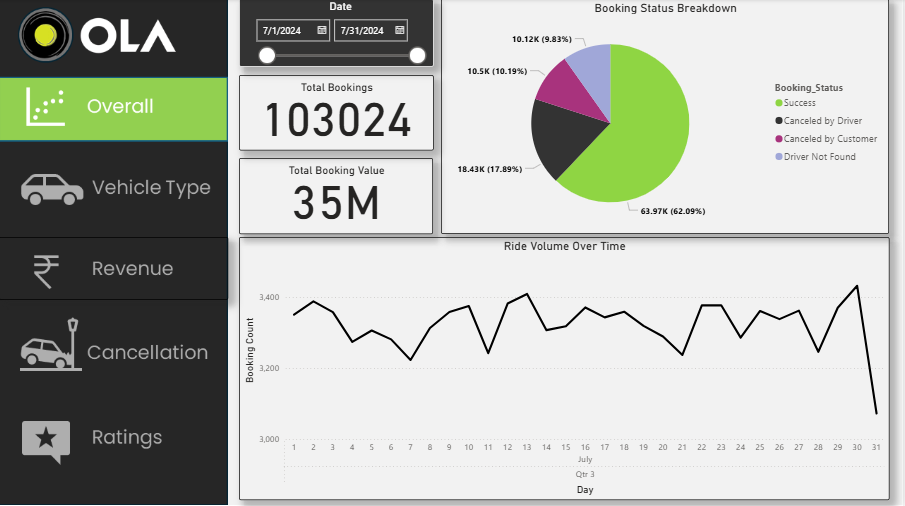 OLA
Overall
Vehicle Type
Revenue
Cancellation
Ratings
Date
7/1/2024 7/31/2024
Total Bookings
103024
Total Booking Value
35M
Booking Status Breakdown
10.12K (9.83%)
10.5K (10.19%)
18.43K (17.89%)
63.97K (62.09%)
Booking_Status
Success
Canceled by Driver
Canceled by Customer
Driver Not Found
Ride Volume Over Time
Booking Count
3,400
3,200
3,000
1 2 3 4 5 6 7 8 9 10 11 12 13 14 15 16 17 18 19 20 21 22 23 24 25 26 27 28 29 30 31
July
Qtr 3
Day